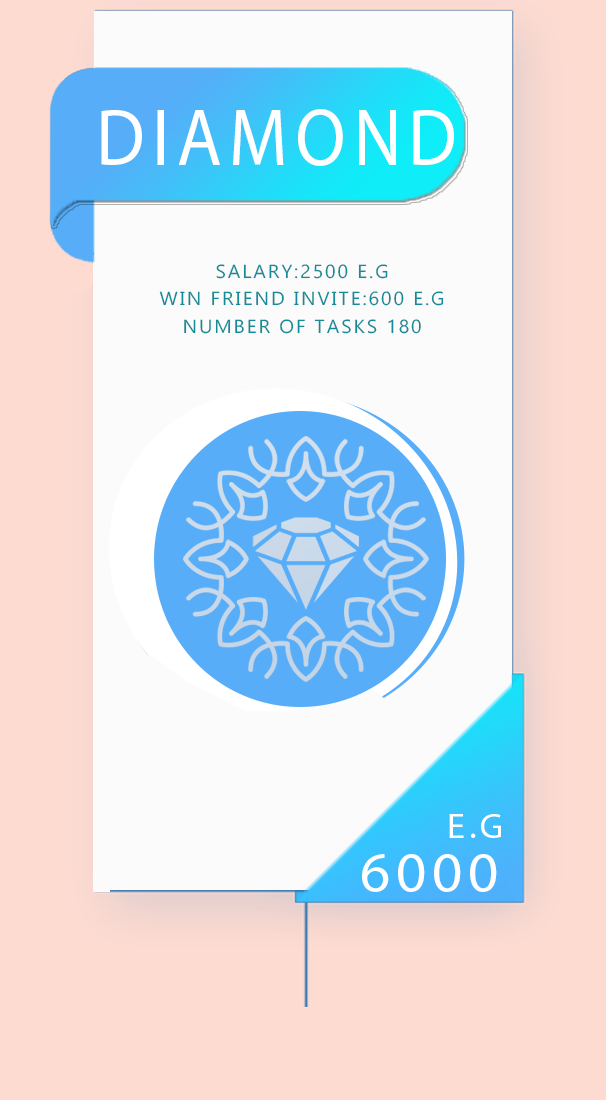 DIAMOND
SALARY:2500 E.G
WIN FRIEND INVITE:600 E.G
NUMBER OF TASKS 180
E.G
6000